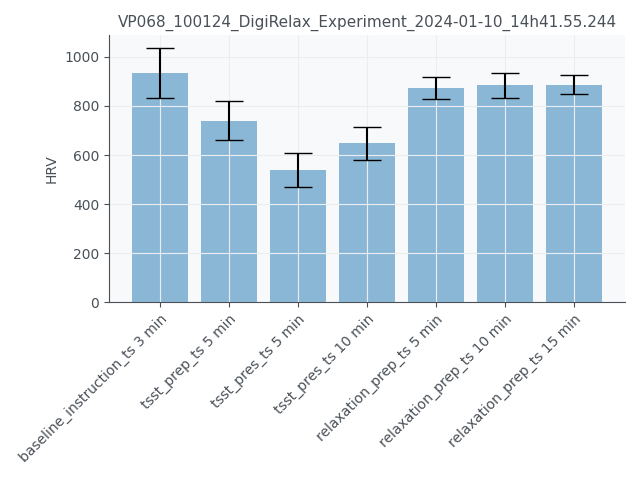 VP068_100124_DigiRelax_Experiment_2024-01-10_14h41.55.244
HRV
1000
800
600
400
200
0
baseline_instruction_ts 3 min
tsst_prep_ts 5 min
tsst_pres_ts 5 min
tsst_pres_ts 10 min
relaxation_prep_ts 5 min
relaxation_prep_ts 10 min
relaxation_prep_ts 15 min